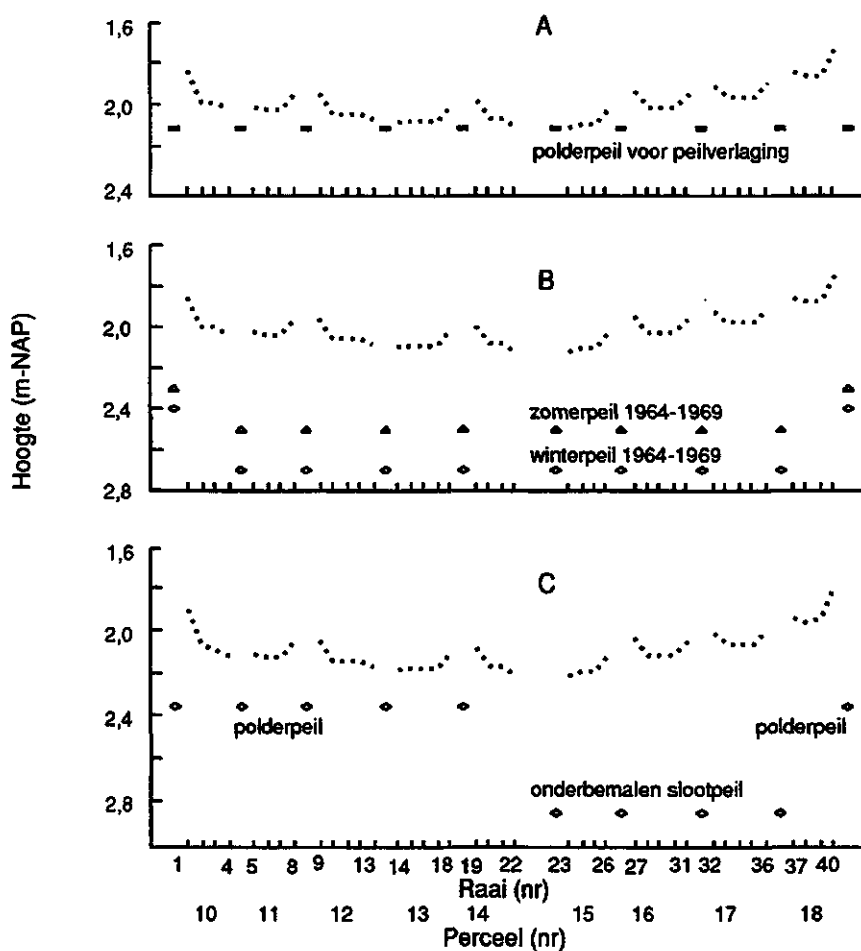 A
1,6
2,0
polderpeil voor peilverlaging
2,4
1,6
B
2,0
2,4
zomerpeil 1964-1969
winterpeil 1964-1969
2,8
Hoogte (m-NAP)
1,6
C
2,0
2,4
polderpeil
polderpeil
onderbemalen slootpeil
2,8
1 4 5 8 9 13 14 18 19 22 23 26 27 31 32 36 37 40
Raai (nr)
10 11 12 13 14 15 16 17 18
Perceel (nr)